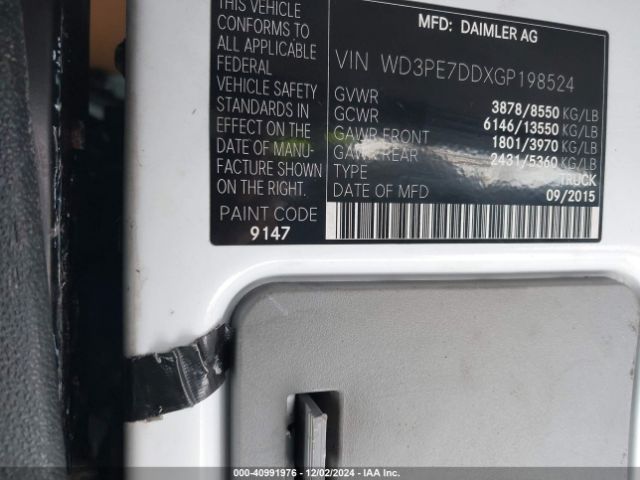 THIS VEHICLE
CONFORMS TO
ALL APPLICABLE
FEDERAL
VEHICLE SAFETY
STANDARDS IN
EFFECT ON THE
DATE OF MANU-
FACTURE SHOWN
ON THE RIGHT.
PAINT CODE
9147
MFD: DAIMLER AG
VIN WD3PE7DDXGP198524
GVWR 3878/8550 KG/LB
GCWR 6146/13550 KG/LB
GAWR FRONT 1801/3970 KG/LB
GAWR REAR 2431/5360 KG/LB
TYPE TRUCK
DATE OF MFD 09/2015
000-40991976 | 12/02/2024 | IAA Inc.